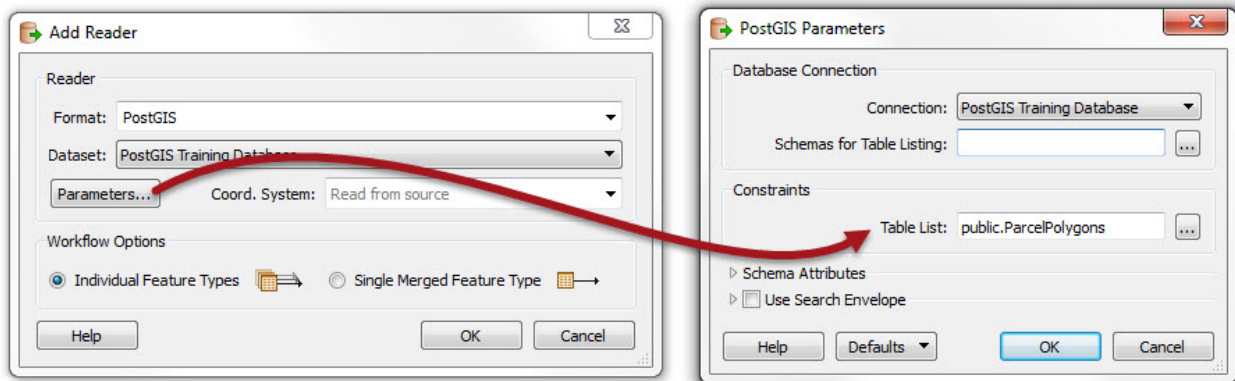 Add Reader
Reader
Format: PostGIS
Dataset: PostGIS Training Database
Parameters... Coord. System: Read from source
Workflow Options
Individual Feature Types Single Merged Feature Type
Help OK Cancel
PostGIS Parameters
Database Connection
Connection: PostGIS Training Database
Schemas for Table Listing: ...
Constraints
Table List: public.ParcelPolygons ...
Schema Attributes
Use Search Envelope
Help Defaults OK Cancel